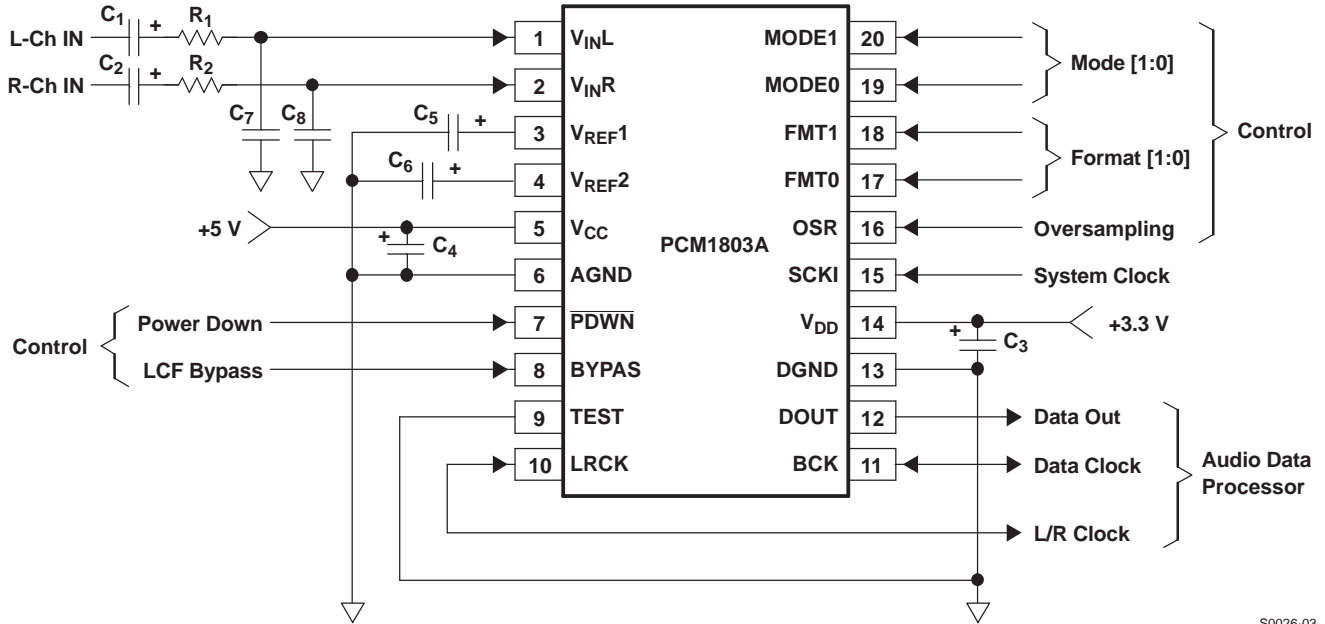 C1 + R1
L-Ch IN
C2 + R2
R-Ch IN
C7 C8
C5 +
C6 +
+5 V
+ C4
Control
Power Down
LCF Bypass
1 VINL
2 VINR
3 VREF1
4 VREF2
5 VCC
6 AGND
7 PDWN
8 BYPAS
9 TEST
10 LRCK
PCM1803A
MODE1 20
MODE0 19
FMT1 18
FMT0 17
OSR 16
SCKI 15
VDD 14
DGND 13
DOUT 12
BCK 11
Mode [1:0]
Format [1:0]
Control
Oversampling
System Clock
+3.3 V
+ C3
Data Out
Data Clock
L/R Clock
Audio Data
Processor
S0026-03